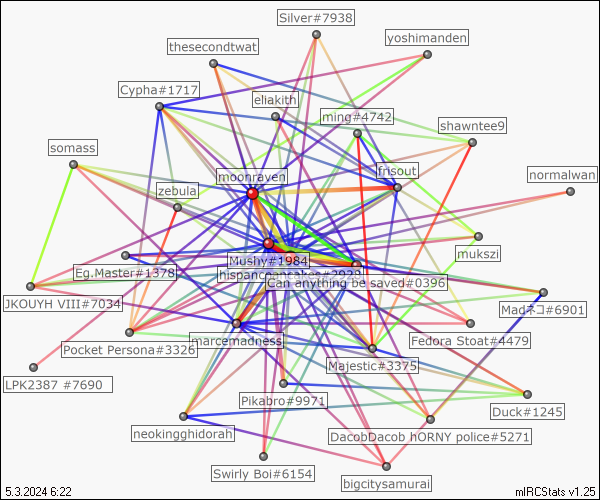 Silver#7938
yoshimanden
thesecondtwat
Cypha#1717
eliakith
ming#4742
shawntee9
somass
moonraven
fnsout
normalwan
zebula
mukszi
Mushy#1984
Eg.Master#1378
hispancpancakes#2929
Can anything be saved#0396
JKOUYH VIII#7034
Madネコ#6901
marcemadness
Pocket Persona#3326
Fedora Stoat#4479
Majestic#3375
LPK2387 #7690
Pikabro#9971
Duck#1245
neokingghidorah
DacobDacob hORNY police#5271
Swirly Boi#6154
bigcitysamurai
5.3.2024 6:22
mIRCStats v1.25